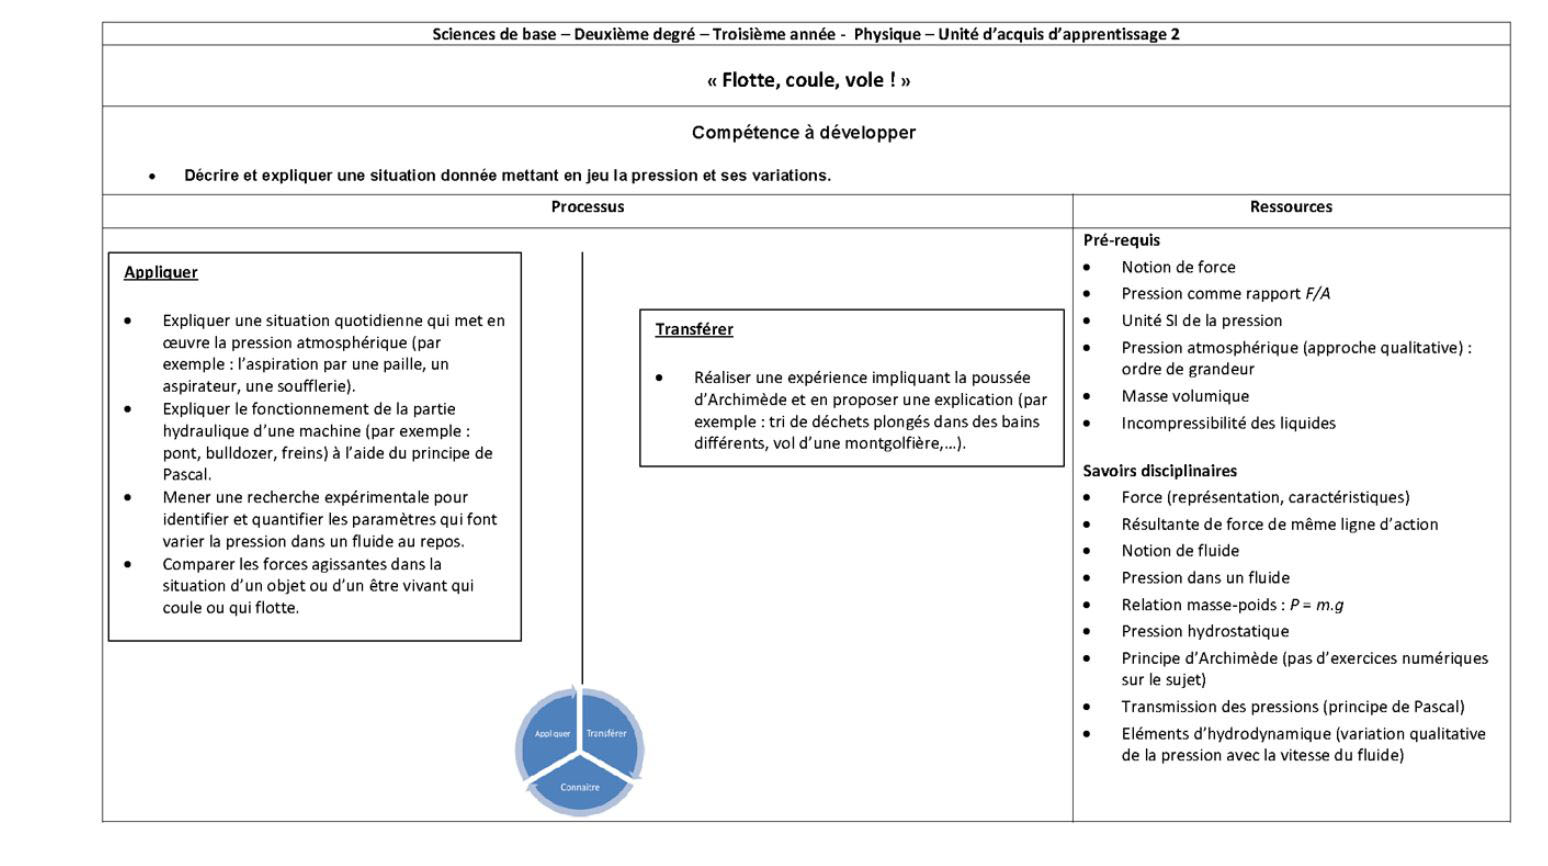 Sciences de base – Deuxième degré – Troisième année - Physique – Unité d’acquis d’apprentissage 2
« Flotte, coule, vole ! »
Compétence à développer
• Décrire et expliquer une situation donnée mettant en jeu la pression et ses variations.
Processus
Ressources
Appliquer
• Expliquer une situation quotidienne qui met en
œuvre la pression atmosphérique (par
exemple : l’aspiration par une paille, un
aspirateur, une soufflerie).
• Expliquer le fonctionnement de la partie
hydraulique d’une machine (par exemple :
pont, bulldozer, freins) à l’aide du principe de
Pascal.
• Mener une recherche expérimentale pour
identifier et quantifier les paramètres qui font
varier la pression dans un fluide au repos.
• Comparer les forces agissantes dans la
situation d’un objet ou d’un être vivant qui
coule ou qui flotte.
Transférer
• Réaliser une expérience impliquant la poussée
d’Archimède et en proposer une explication (par
exemple : tri de déchets plongés dans des bains
différents, vol d’une montgolfière,…).
Appliquer
Transférer
Connaître
Pré-requis
• Notion de force
• Pression comme rapport F/A
• Unité SI de la pression
• Pression atmosphérique (approche qualitative) :
ordre de grandeur
• Masse volumique
• Incompressibilité des liquides
Savoirs disciplinaires
• Force (représentation, caractéristiques)
• Résultante de force de même ligne d’action
• Notion de fluide
• Pression dans un fluide
• Relation masse-poids : P = m.g
• Pression hydrostatique
• Principe d’Archimède (pas d’exercices numériques
sur le sujet)
• Transmission des pressions (principe de Pascal)
• Eléments d’hydrodynamique (variation qualitative
de la pression avec la vitesse du fluide)